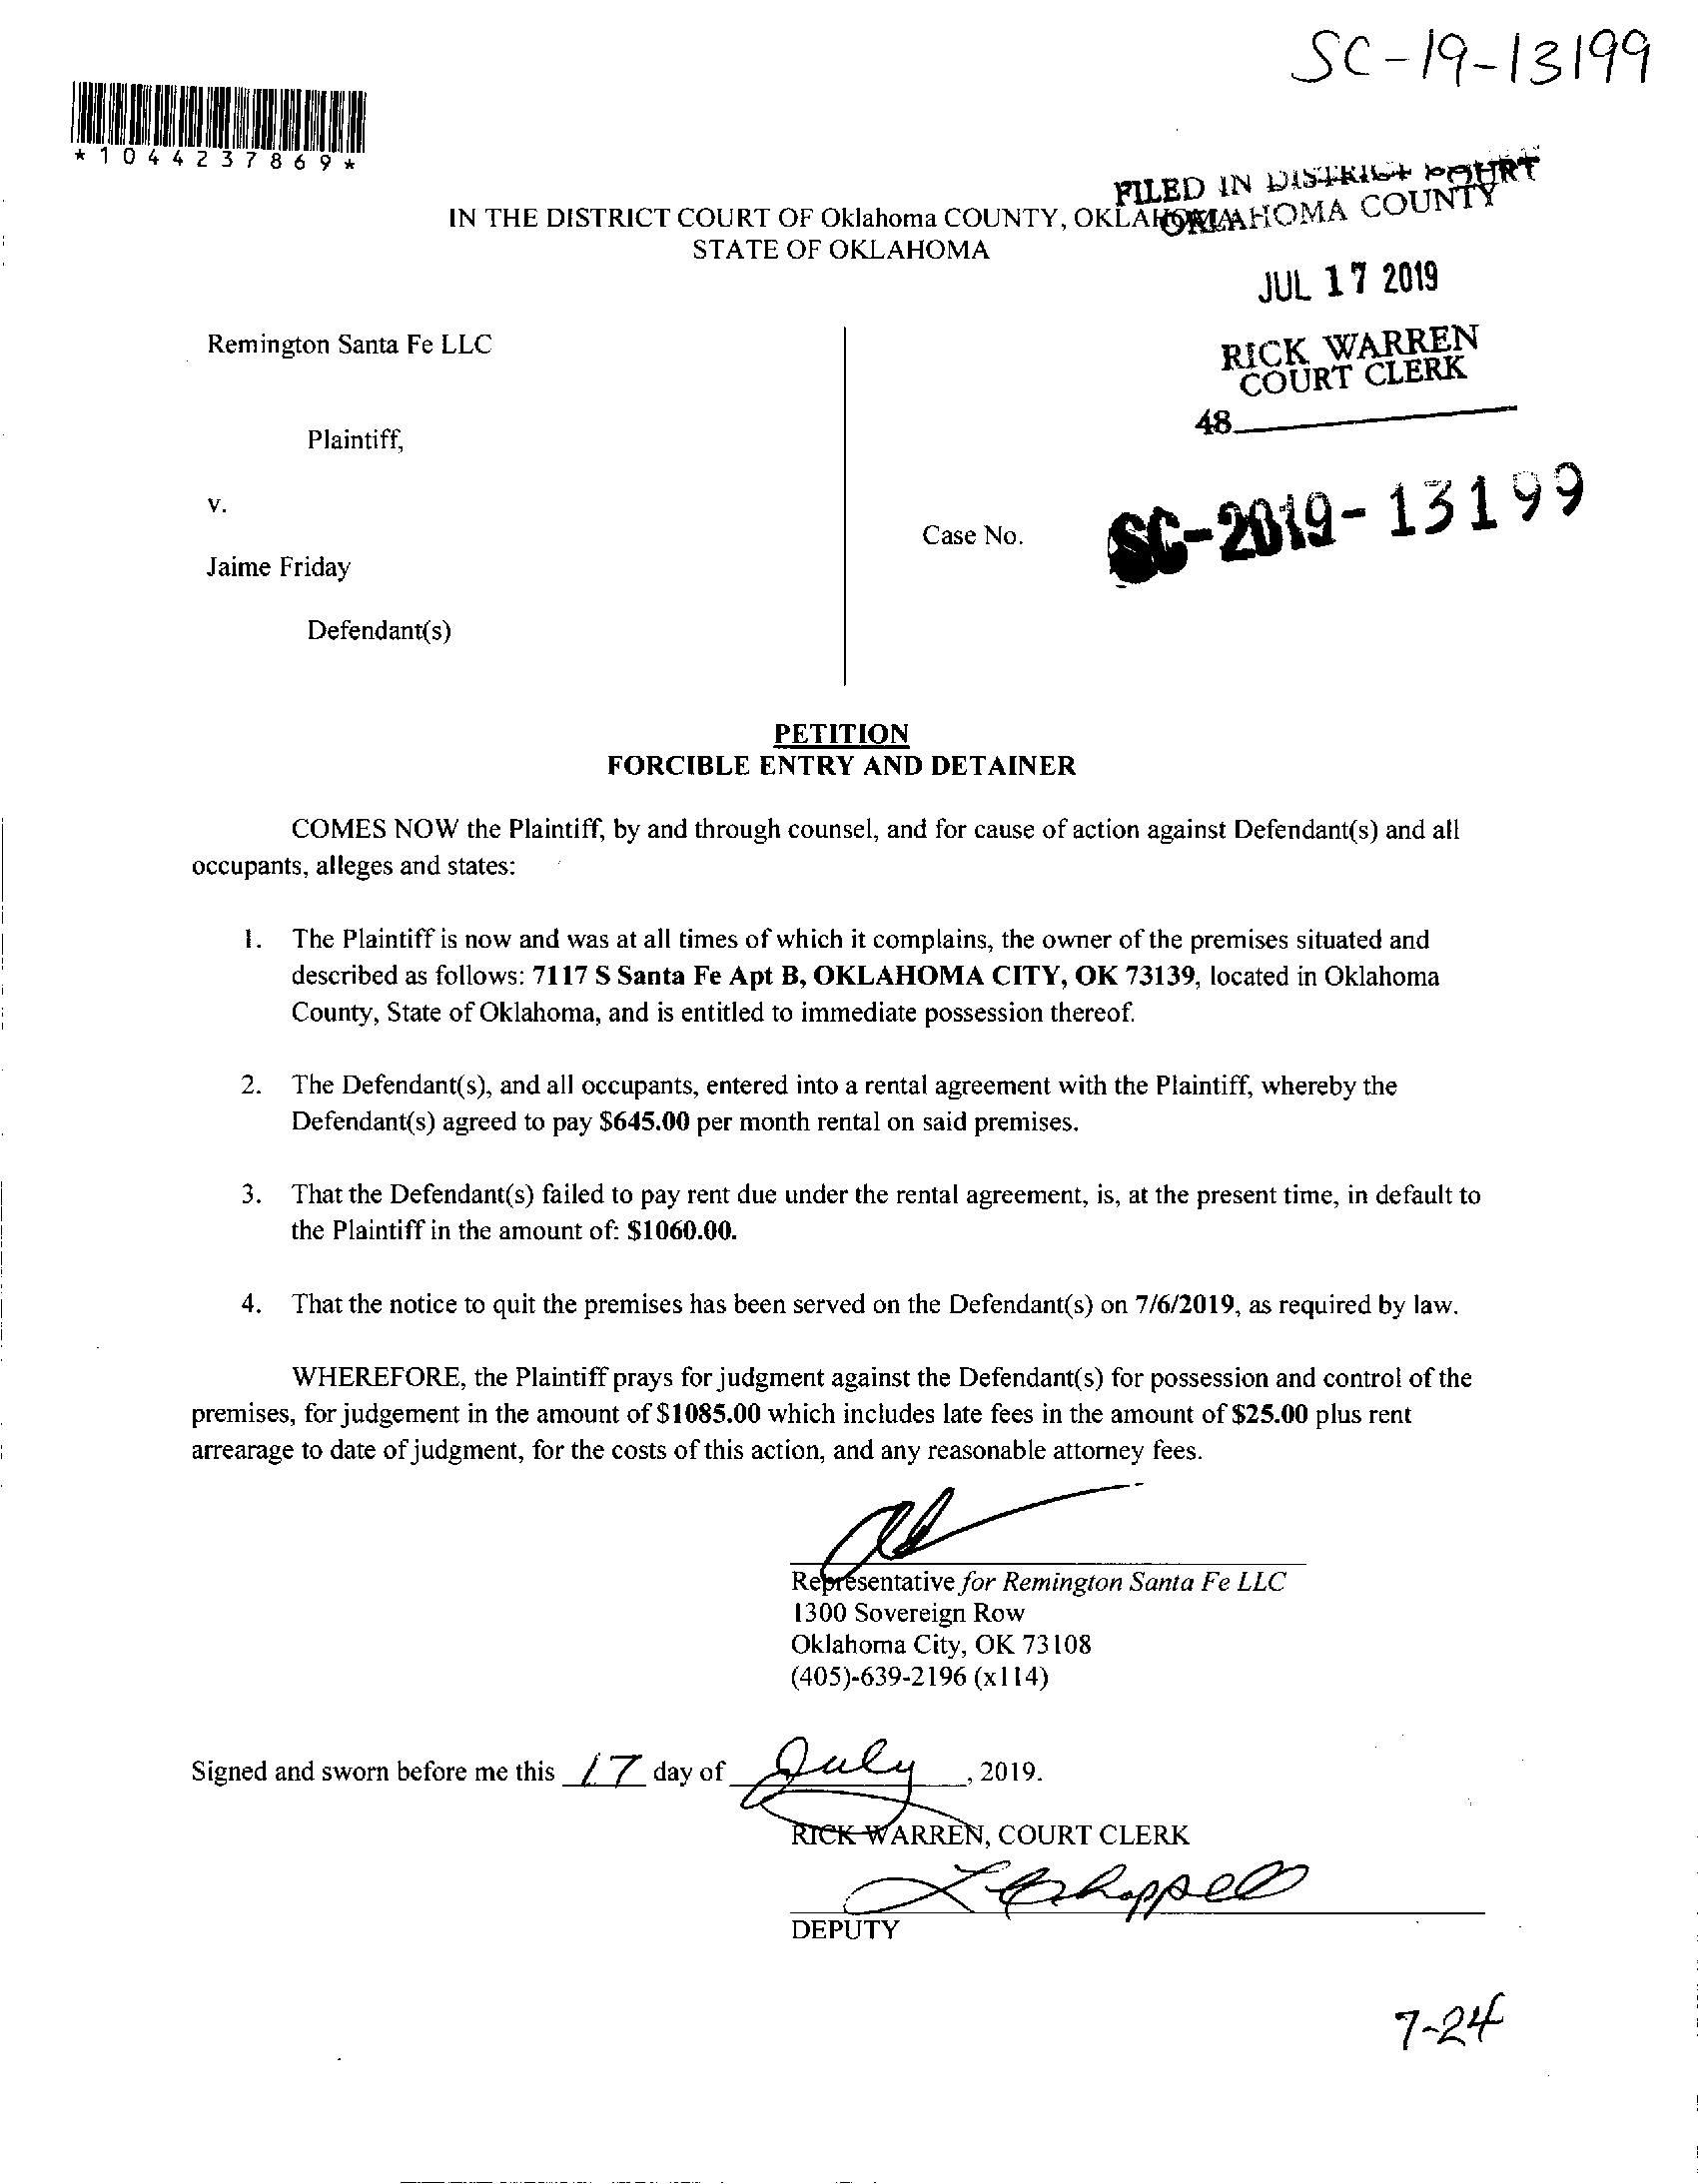 SC-19-13199
*1044237869*
FILED IN DISTRICT COURT
OKLAHOMA COUNTY
IN THE DISTRICT COURT OF Oklahoma COUNTY, OKLAHOMA
STATE OF OKLAHOMA
JUL 17 2019
RICK WARREN
COURT CLERK
48
Remington Santa Fe LLC
Plaintiff,
v.
Case No.
SC-2019-13199
Jaime Friday
Defendant(s)
PETITION
FORCIBLE ENTRY AND DETAINER
COMES NOW the Plaintiff, by and through counsel, and for cause of action against Defendant(s) and all
occupants, alleges and states:
1. The Plaintiff is now and was at all times of which it complains, the owner of the premises situated and
described as follows: 7117 S Santa Fe Apt B, OKLAHOMA CITY, OK 73139, located in Oklahoma
County, State of Oklahoma, and is entitled to immediate possession thereof.
2. The Defendant(s), and all occupants, entered into a rental agreement with the Plaintiff, whereby the
Defendant(s) agreed to pay $645.00 per month rental on said premises.
3. That the Defendant(s) failed to pay rent due under the rental agreement, is, at the present time, in default to
the Plaintiff in the amount of: $1060.00.
4. That the notice to quit the premises has been served on the Defendant(s) on 7/6/2019, as required by law.
WHEREFORE, the Plaintiff prays for judgment against the Defendant(s) for possession and control of the
premises, for judgement in the amount of $1085.00 which includes late fees in the amount of $25.00 plus rent
arrearage to date of judgment, for the costs of this action, and any reasonable attorney fees.
Representative for Remington Santa Fe LLC
1300 Sovereign Row
Oklahoma City, OK 73108
(405)-639-2196 (x114)
Signed and sworn before me this 17 day of July, 2019.
RICK WARREN, COURT CLERK
L Chappell
DEPUTY
7-24